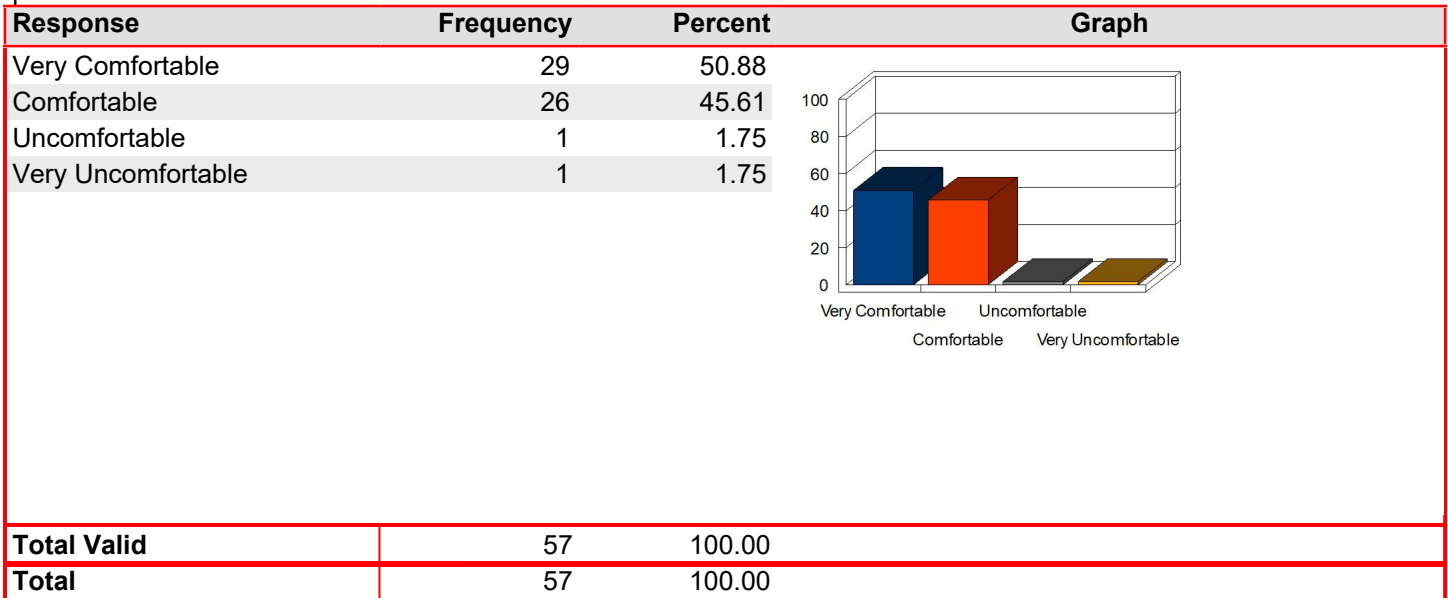 Response Frequency Percent Graph
Very Comfortable 29 50.88
Comfortable 26 45.61
Uncomfortable 1 1.75
Very Uncomfortable 1 1.75
100
80
60
40
20
0
Very Comfortable Uncomfortable
Comfortable Very Uncomfortable
Total Valid 57 100.00
Total 57 100.00